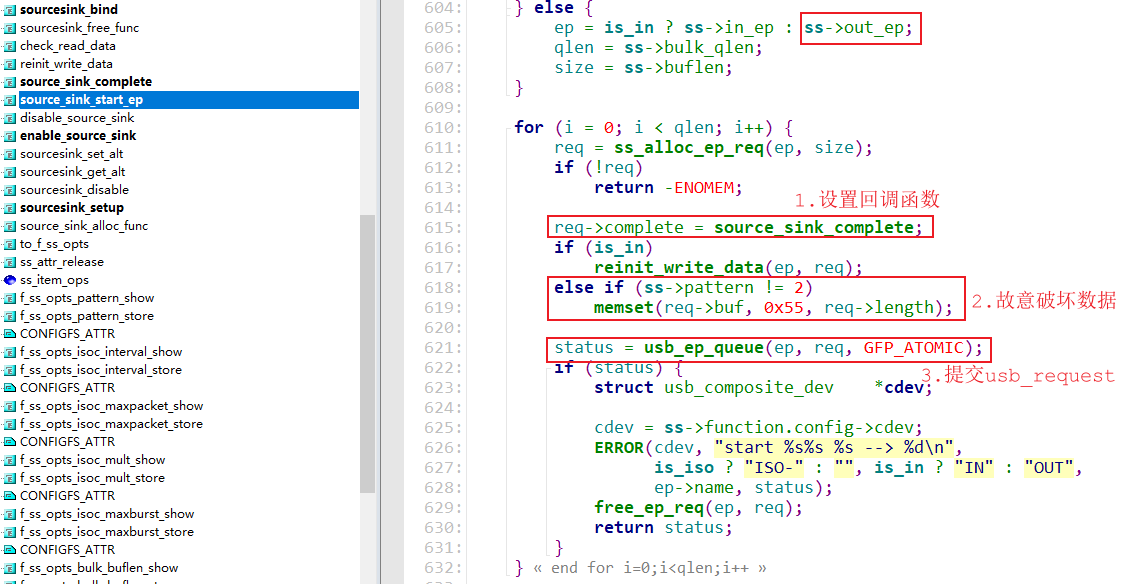 sourcesink_bind
sourcesink_free_func
check_read_data
reinit_write_data
source_sink_complete
source_sink_start_ep
disable_source_sink
enable_source_sink
sourcesink_set_alt
sourcesink_get_alt
sourcesink_disable
sourcesink_setup
source_sink_alloc_func
to_f_ss_opts
ss_attr_release
ss_item_ops
f_ss_opts_pattern_show
f_ss_opts_pattern_store
CONFIGFS_ATTR
f_ss_opts_isoc_interval_show
f_ss_opts_isoc_interval_store
CONFIGFS_ATTR
f_ss_opts_isoc_maxpacket_show
f_ss_opts_isoc_maxpacket_store
CONFIGFS_ATTR
f_ss_opts_isoc_mult_show
f_ss_opts_isoc_mult_store
CONFIGFS_ATTR
f_ss_opts_isoc_maxburst_show
f_ss_opts_isoc_maxburst_store
CONFIGFS_ATTR
f_ss_opts_bulk_buflen_show
604: } else {
605: ep = is_in ? ss->in_ep : ss->out_ep;
606: qlen = ss->bulk_qlen;
607: size = ss->buflen;
608: }
609:
610: for (i = 0; i < qlen; i++) {
611: req = ss_alloc_ep_req(ep, size);
612: if (!req)
613: return -ENOMEM;
614:
1.设置回调函数
615: req->complete = source_sink_complete;
616: if (is_in)
617: reinit_write_data(ep, req);
618: else if (ss->pattern != 2)
2.故意破坏数据
619: memset(req->buf, 0x55, req->length);
620:
621: status = usb_ep_queue(ep, req, GFP_ATOMIC);
622: if (status) {
3.提交usb_request
623: struct usb_composite_dev *cdev;
624:
625: cdev = ss->function.config->cdev;
626: ERROR(cdev, "start %s%s %s --> %d\n",
627: is_iso ? "ISO-" : "", is_in ? "IN" : "OUT",
628: ep->name, status);
629: free_ep_req(ep, req);
630: return status;
631: }
632: } « end for i=0;i<qlen;i++ »